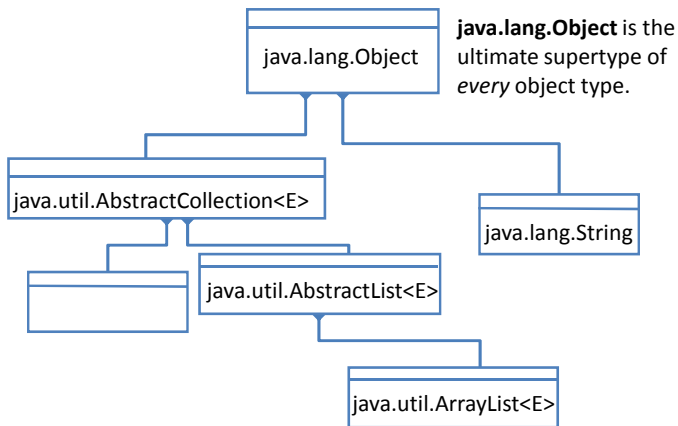 java.lang.Object
java.lang.Object is the
ultimate supertype of
every object type.
java.util.AbstractCollection<E>
java.lang.String
java.util.AbstractList<E>
java.util.ArrayList<E>